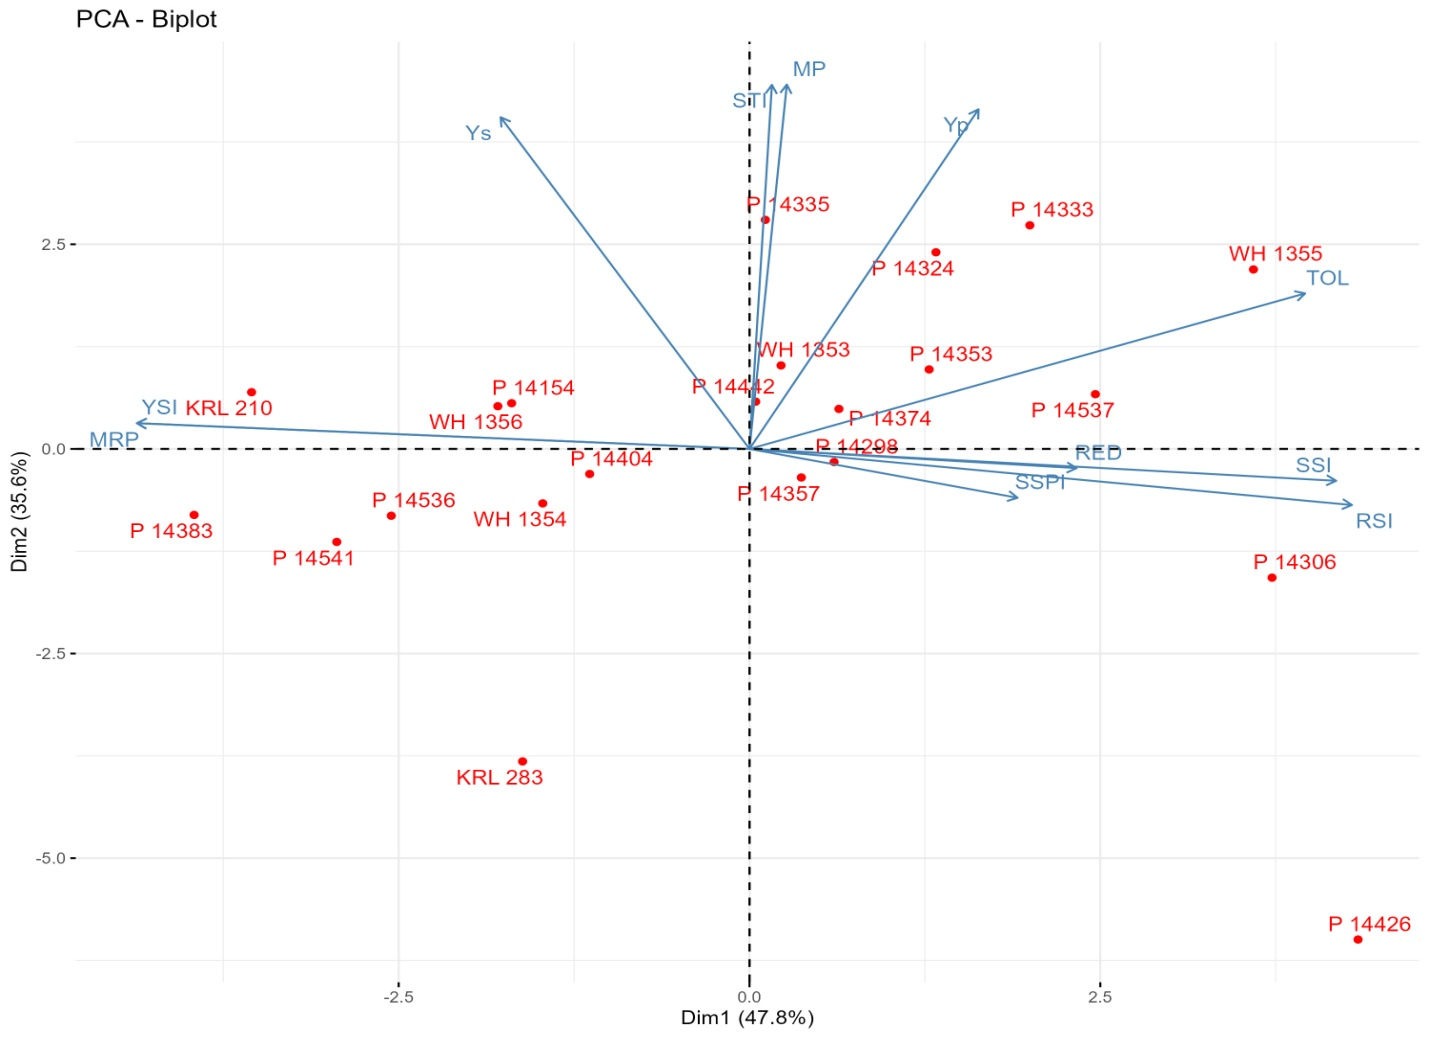 PCA - Biplot
MP
STI
Ys
Yp
P 14335
P 14333
2.5
WH 1355
P 14324
TOL
WH 1353
P 14353
P 14442
P 14154
YSI
KRL 210
P 14537
WH 1356
P 14374
MRP
0.0
P 14298
RED
P 14404
SSI
SSPI
P 14357
P 14536
WH 1354
RSI
P 14383
P 14541
P 14306
Dim2 (35.6%)
-2.5
KRL 283
-5.0
P 14426
-2.5
0.0
2.5
Dim1 (47.8%)